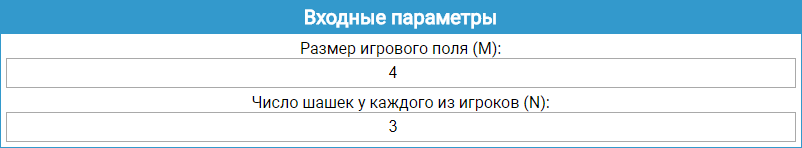 Входные параметры
Размер игрового поля (M):
4
Число шашек у каждого из игроков (N):
3